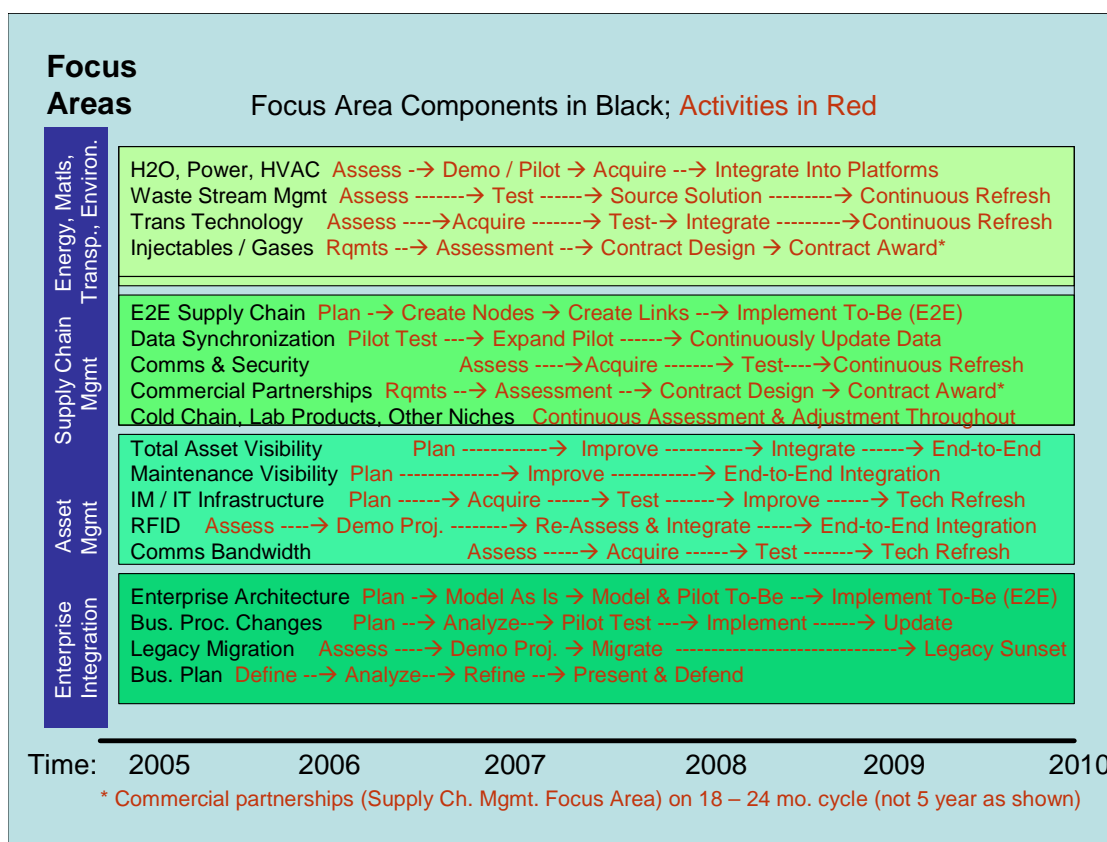 Focus
Areas
Focus Area Components in Black; Activities in Red
Energy, Matls,
Transp., Environ.
H2O, Power, HVAC Assess -→ Demo / Pilot → Acquire --→ Integrate Into Platforms
Waste Stream Mgmt Assess -------→ Test ------→ Source Solution ---------→ Continuous Refresh
Trans Technology Assess ----→Acquire -------→ Test-→ Integrate --------→Continuous Refresh
Injectables / Gases Rqmts --→ Assessment --→ Contract Design → Contract Award*
Supply Chain
Mgmt
E2E Supply Chain Plan -→ Create Nodes → Create Links --→ Implement To-Be (E2E)
Data Synchronization Pilot Test ---→ Expand Pilot ------→ Continuously Update Data
Comms & Security Assess ----→Acquire -------→ Test----→Continuous Refresh
Commercial Partnerships Rqmts --→ Assessment --→ Contract Design → Contract Award*
Cold Chain, Lab Products, Other Niches Continuous Assessment & Adjustment Throughout
Asset
Mgmt
Total Asset Visibility Plan ------------→ Improve -----------→ Integrate ------→ End-to-End
Maintenance Visibility Plan --------------→ Improve ------------→ End-to-End Integration
IM / IT Infrastructure Plan ------→ Acquire ------→ Test -------→ Improve ------→ Tech Refresh
RFID Assess ----→ Demo Proj. --------→ Re-Assess & Integrate -----→ End-to-End Integration
Comms Bandwidth Assess -----→ Acquire ------→ Test -------→ Tech Refresh
Enterprise
Integration
Enterprise Architecture Plan -→ Model As Is → Model & Pilot To-Be --→ Implement To-Be (E2E)
Bus. Proc. Changes Plan --→ Analyze--→ Pilot Test ---→ Implement ------→ Update
Legacy Migration Assess ----→ Demo Proj. → Migrate -------------------------------→ Legacy Sunset
Bus. Plan Define --→ Analyze--→ Refine --→ Present & Defend
Time: 2005 2006 2007 2008 2009 2010
* Commercial partnerships (Supply Ch. Mgmt. Focus Area) on 18 – 24 mo. cycle (not 5 year as shown)